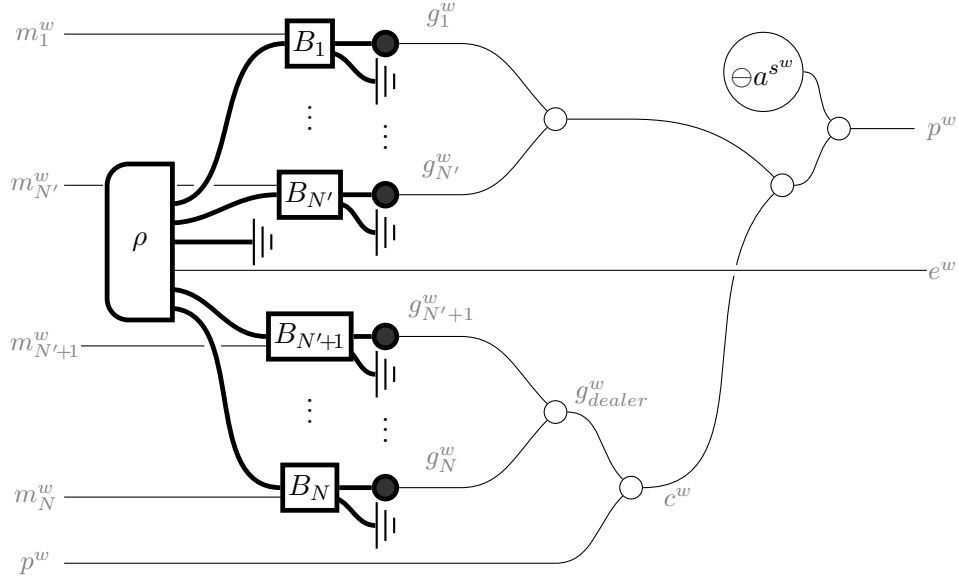 m_1^w B_1 g_1^w
⊖a^{s^w} p^w
⋮ ⋮
m_{N'}^w B_{N'} g_{N'}^w
ρ
e^w
m_{N'+1}^w B_{N'+1} g_{N'+1}^w
⋮ ⋮ g_{dealer}^w
m_N^w B_N g_N^w c^w
p^w